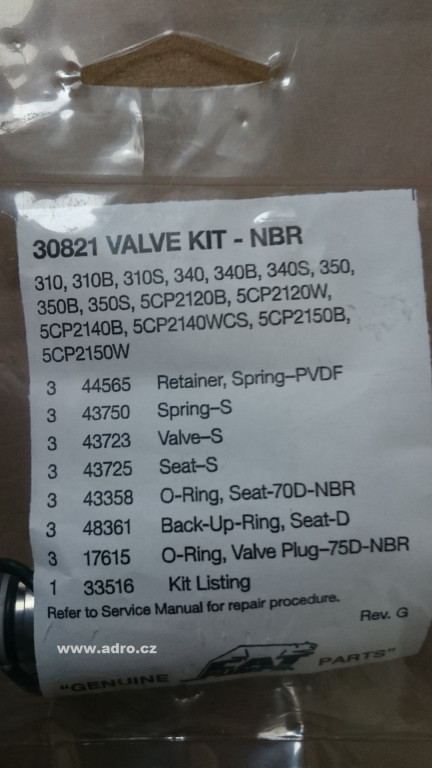 30821 VALVE KIT - NBR
310, 310B, 310S, 340, 340B, 340S, 350,
350B, 350S, 5CP2120B, 5CP2120W,
5CP2140B, 5CP2140WCS, 5CP2150B,
5CP2150W
3 44565 Retainer, Spring–PVDF
3 43750 Spring–S
3 43723 Valve–S
3 43725 Seat–S
3 43358 O-Ring, Seat-70D-NBR
3 48361 Back-Up-Ring, Seat-D
3 17615 O-Ring, Valve Plug–75D-NBR
1 33516 Kit Listing
Refer to Service Manual for repair procedure.
Rev. G
www.adro.cz
"GENUINE CAT PUMPS PARTS"